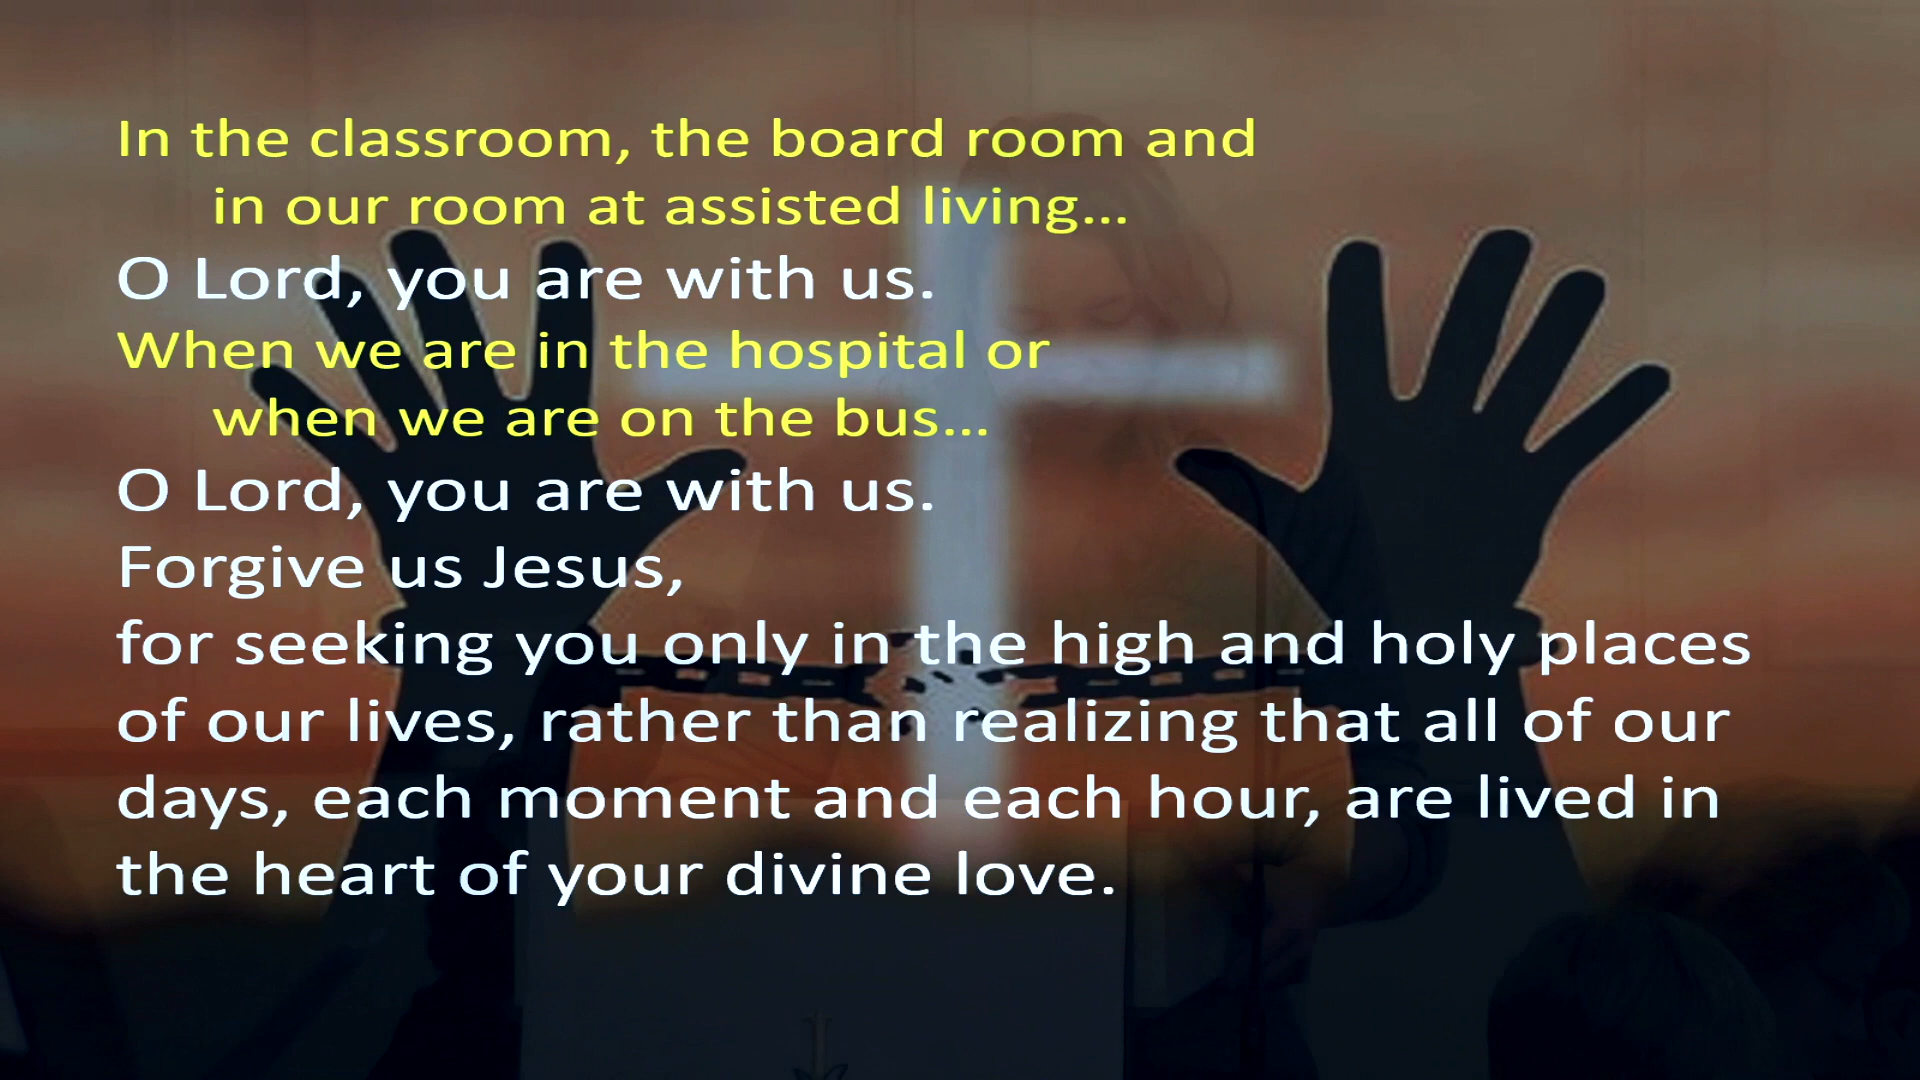 In the classroom, the board room and
in our room at assisted living...
O Lord, you are with us.
When we are in the hospital or
when we are on the bus...
O Lord, you are with us.
Forgive us Jesus,
for seeking you only in the high and holy places
of our lives, rather than realizing that all of our
days, each moment and each hour, are lived in
the heart of your divine love.